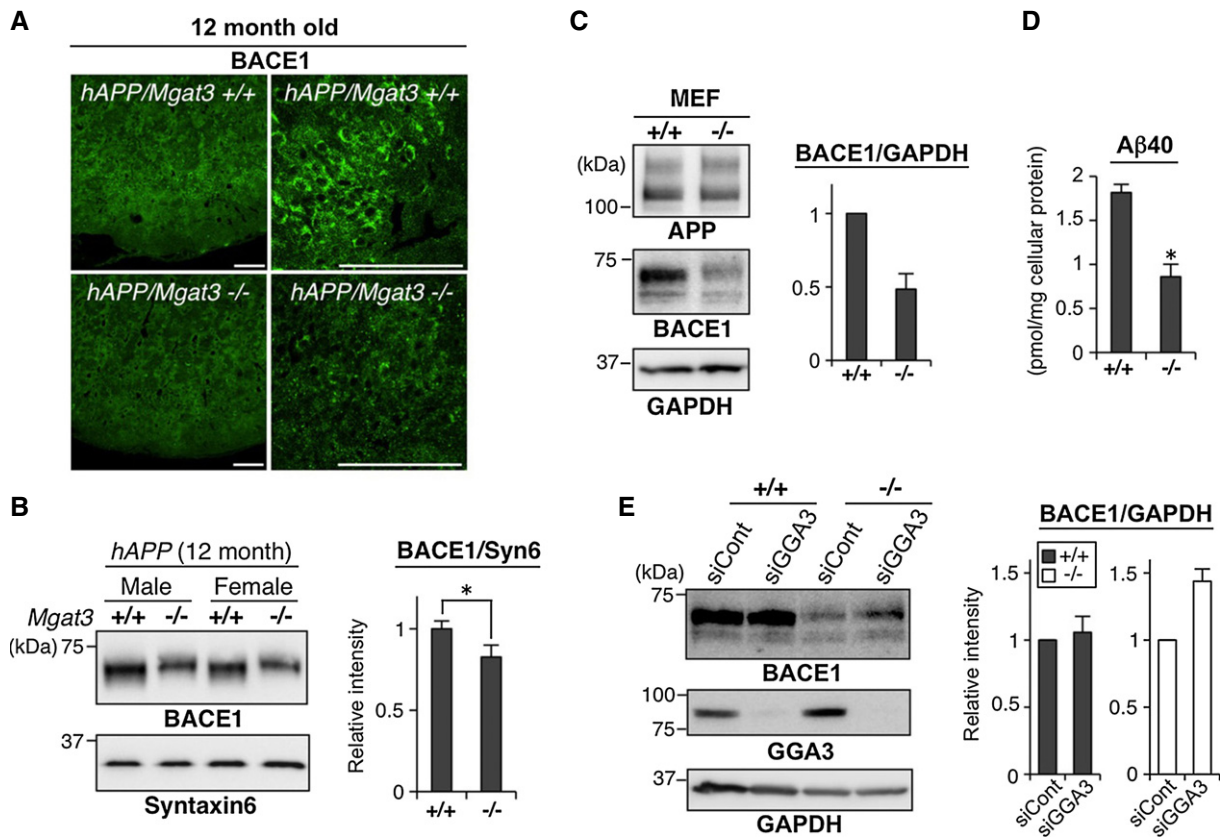 A
12 month old
BACE1
hAPP/Mgat3 +/+
hAPP/Mgat3 +/+
hAPP/Mgat3 -/-
hAPP/Mgat3 -/-
B
hAPP (12 month)
Male Female
Mgat3 +/+ -/- +/+ -/-
(kDa)
75
BACE1
37
Syntaxin6
BACE1/Syn6
*
Relative intensity
1
0.5
0
+/+ -/-
C
MEF
+/+ -/-
(kDa)
100
APP
75
BACE1
37
GAPDH
BACE1/GAPDH
1
0.5
0
+/+ -/-
D
Aβ40
(pmol/mg cellular protein)
2
1.5
1
0.5
0
*
+/+ -/-
E
+/+ -/-
siCont siGGA3 siCont siGGA3
(kDa)
75
BACE1
100
75
GGA3
37
GAPDH
BACE1/GAPDH
+/+
-/-
Relative intensity
1.5
1
0.5
0
siCont siGGA3
1.5
1
0.5
0
siCont siGGA3